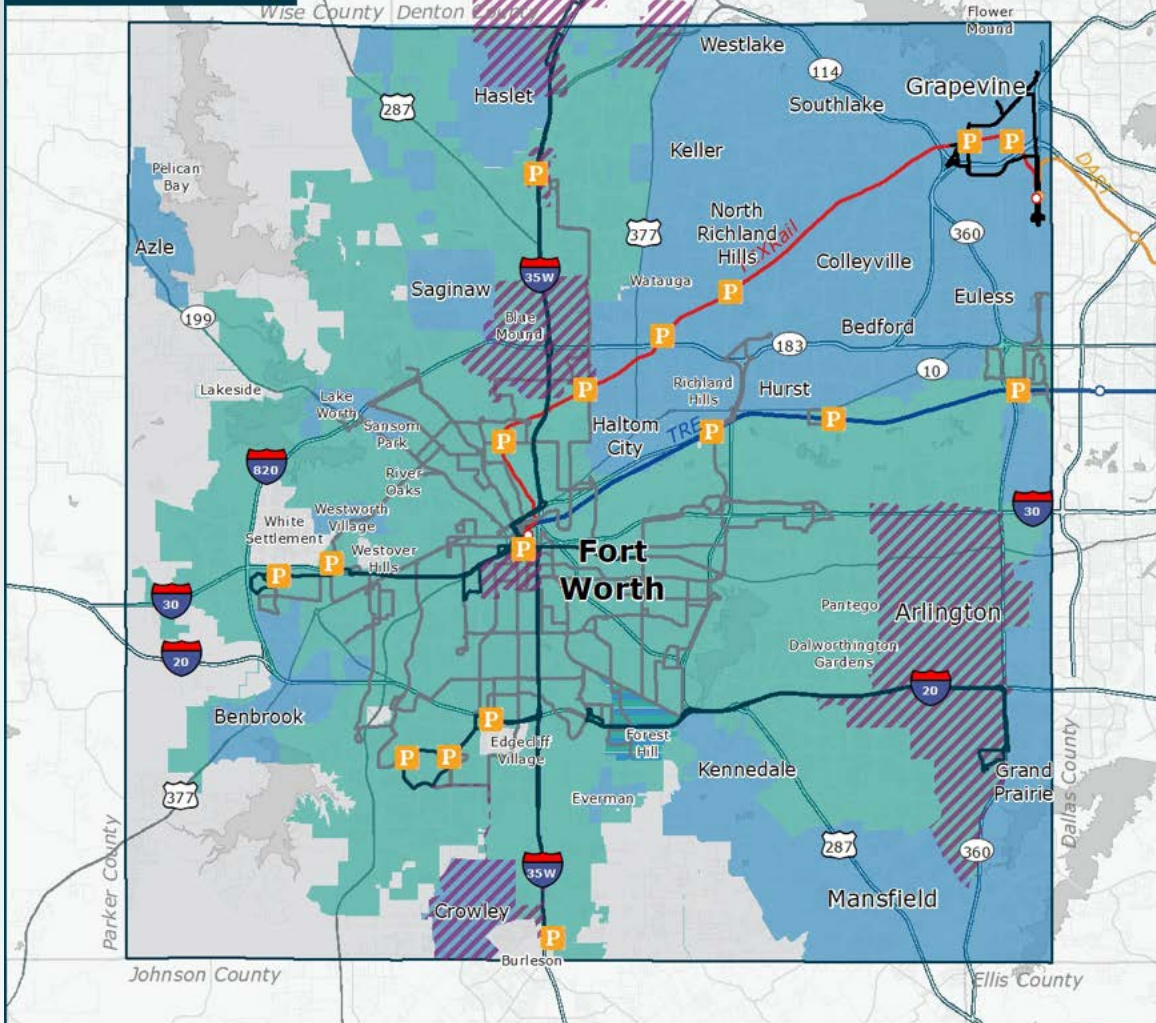 Wise County
Denton County
Flower
Mound
Westlake
114
Grapevine
Southlake
Haslet
287
P
P
Keller
DART
Pelican
Bay
P
North
Richland
Hills
377
360
TEXRail
Azle
Colleyville
35W
Watauga
Saginaw
P
Euless
199
Blue
Mound
Bedford
P
183
10
Lakeside
Richland
Hills
Hurst
P
P
Lake
Worth
Sansom
Park
Haltom
City
TRE
P
P
P
820
River
Oaks
Westworth
Village
White
Settlement
30
Westover
Hills
P
Fort
Worth
P
P
30
Pantego
Arlington
20
Dalworthington
Gardens
20
Benbrook
P
Edgecliff
Village
Forest
Hill
P
P
Kennedale
Grand
Prairie
377
Everman
Dallas County
Parker County
287
360
35W
Mansfield
Crowley
P
Burleson
Johnson County
Ellis County